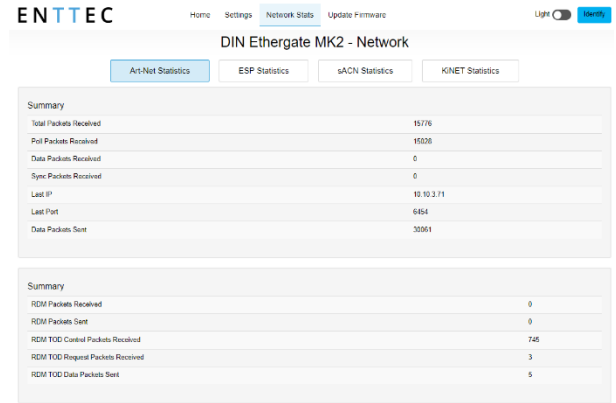 ENTTEC Home Settings Network Stats Update Firmware Light Identify
DIN Ethergate MK2 - Network
Art-Net Statistics ESP Statistics sACN Statistics KiNET Statistics
Summary
Total Packets Received 15776
Poll Packets Received 15028
Data Packets Received 0
Sync Packets Received 0
Last IP 10.10.3.71
Last Port 6454
Data Packets Sent 30061
Summary
RDM Packets Received 0
RDM Packets Sent 0
RDM TOD Control Packets Received 745
RDM TOD Request Packets Received 3
RDM TOD Data Packets Sent 5